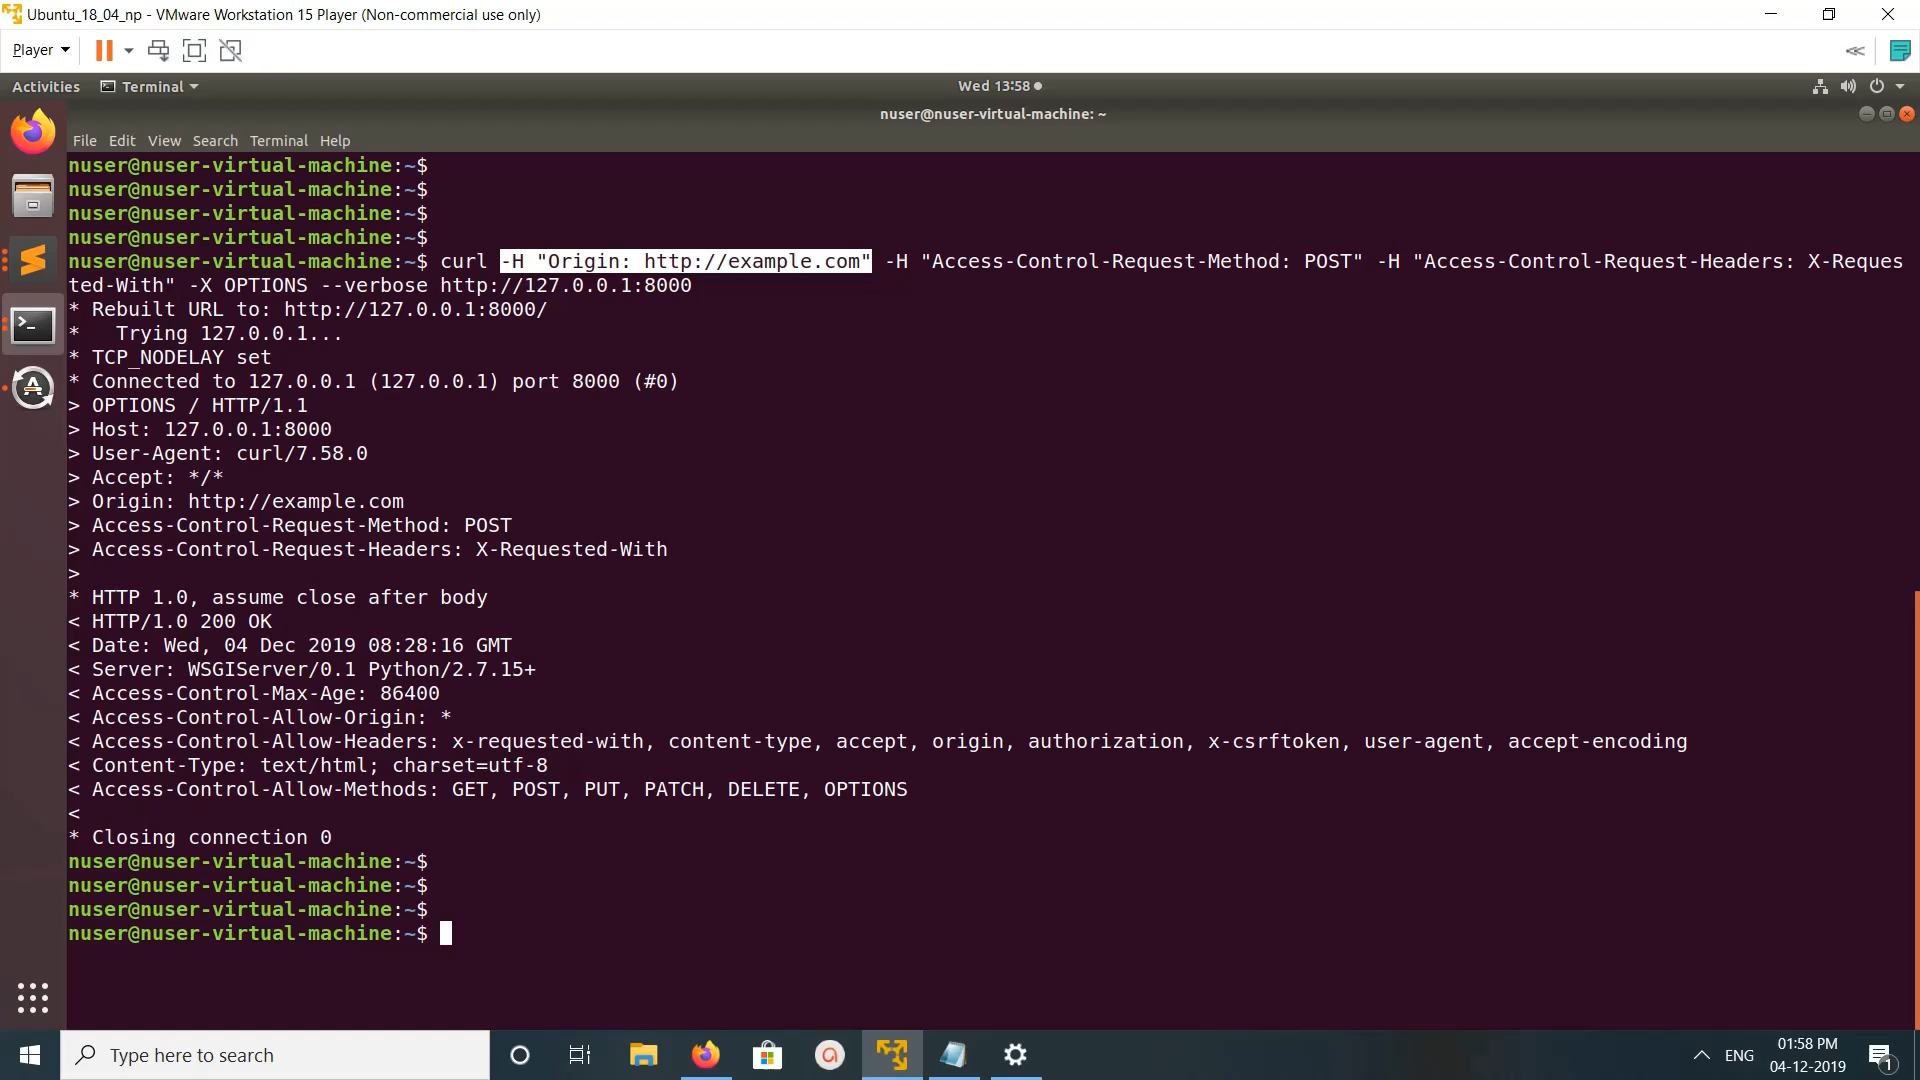 Ubuntu_18_04_np - VMware Workstation 15 Player (Non-commercial use only)
Player
Activities Terminal Wed 13:58
nuser@nuser-virtual-machine: ~
File Edit View Search Terminal Help
nuser@nuser-virtual-machine:~$
nuser@nuser-virtual-machine:~$
nuser@nuser-virtual-machine:~$
nuser@nuser-virtual-machine:~$
nuser@nuser-virtual-machine:~$ curl -H "Origin: http://example.com" -H "Access-Control-Request-Method: POST" -H "Access-Control-Request-Headers: X-Reques
ted-With" -X OPTIONS --verbose http://127.0.0.1:8000
* Rebuilt URL to: http://127.0.0.1:8000/
*   Trying 127.0.0.1...
* TCP_NODELAY set
* Connected to 127.0.0.1 (127.0.0.1) port 8000 (#0)
> OPTIONS / HTTP/1.1
> Host: 127.0.0.1:8000
> User-Agent: curl/7.58.0
> Accept: */*
> Origin: http://example.com
> Access-Control-Request-Method: POST
> Access-Control-Request-Headers: X-Requested-With
>
* HTTP 1.0, assume close after body
< HTTP/1.0 200 OK
< Date: Wed, 04 Dec 2019 08:28:16 GMT
< Server: WSGIServer/0.1 Python/2.7.15+
< Access-Control-Max-Age: 86400
< Access-Control-Allow-Origin: *
< Access-Control-Allow-Headers: x-requested-with, content-type, accept, origin, authorization, x-csrftoken, user-agent, accept-encoding
< Content-Type: text/html; charset=utf-8
< Access-Control-Allow-Methods: GET, POST, PUT, PATCH, DELETE, OPTIONS
<
* Closing connection 0
nuser@nuser-virtual-machine:~$
nuser@nuser-virtual-machine:~$
nuser@nuser-virtual-machine:~$
nuser@nuser-virtual-machine:~$
Type here to search
ENG
01:58 PM
04-12-2019
1